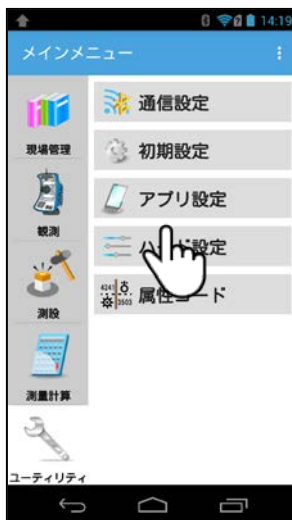 14:19
メインメニュー
現場管理
観測
測設
測量計算
ユーティリティ
通信設定
初期設定
アプリ設定
設定
属性コード
4241
3503